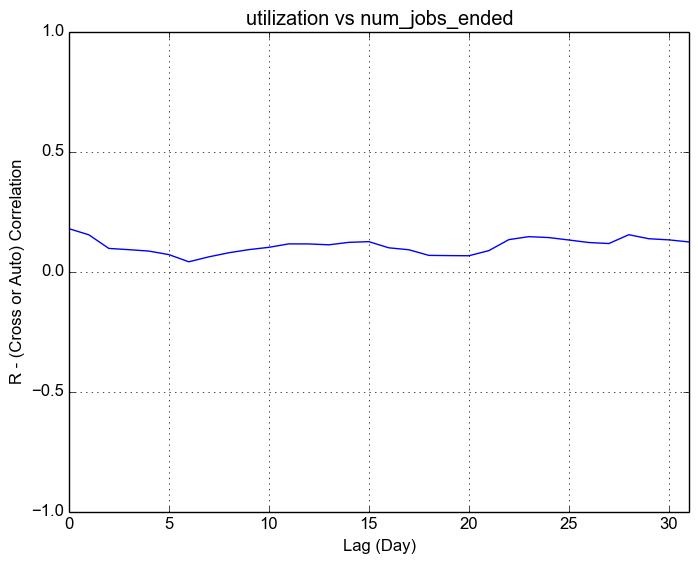 utilization vs num_jobs_ended
1.0
0.5
0.0
−0.5
−1.0
R - (Cross or Auto) Correlation
0 5 10 15 20 25 30
Lag (Day)